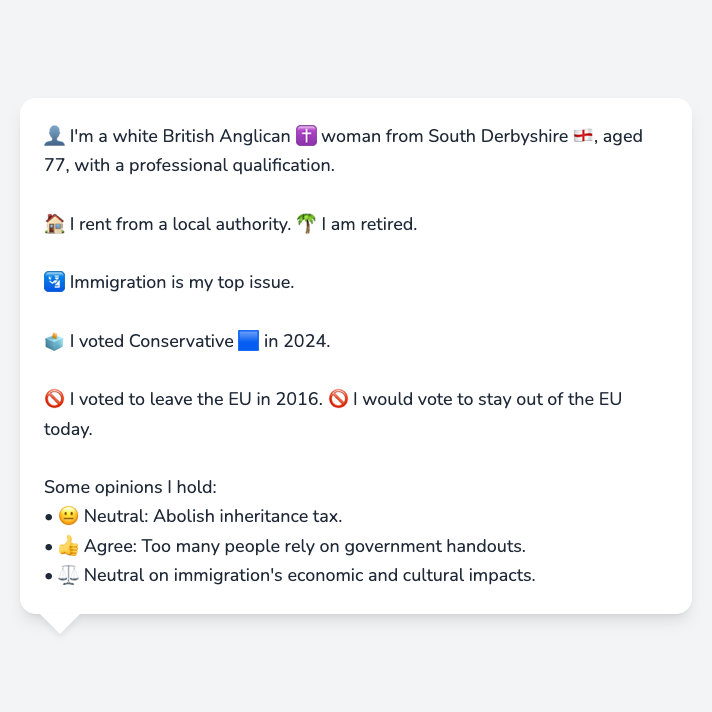 👤 I'm a white British Anglican ✝️ woman from South Derbyshire 🏴󠁧󠁢󠁥󠁮󠁧󠁿, aged
77, with a professional qualification.
🏠 I rent from a local authority. 🌴 I am retired.
🛂 Immigration is my top issue.
🗳️ I voted Conservative 🟦 in 2024.
🚫 I voted to leave the EU in 2016. 🚫 I would vote to stay out of the EU
today.
Some opinions I hold:
• 😐 Neutral: Abolish inheritance tax.
• 👍 Agree: Too many people rely on government handouts.
• ⚖️ Neutral on immigration's economic and cultural impacts.